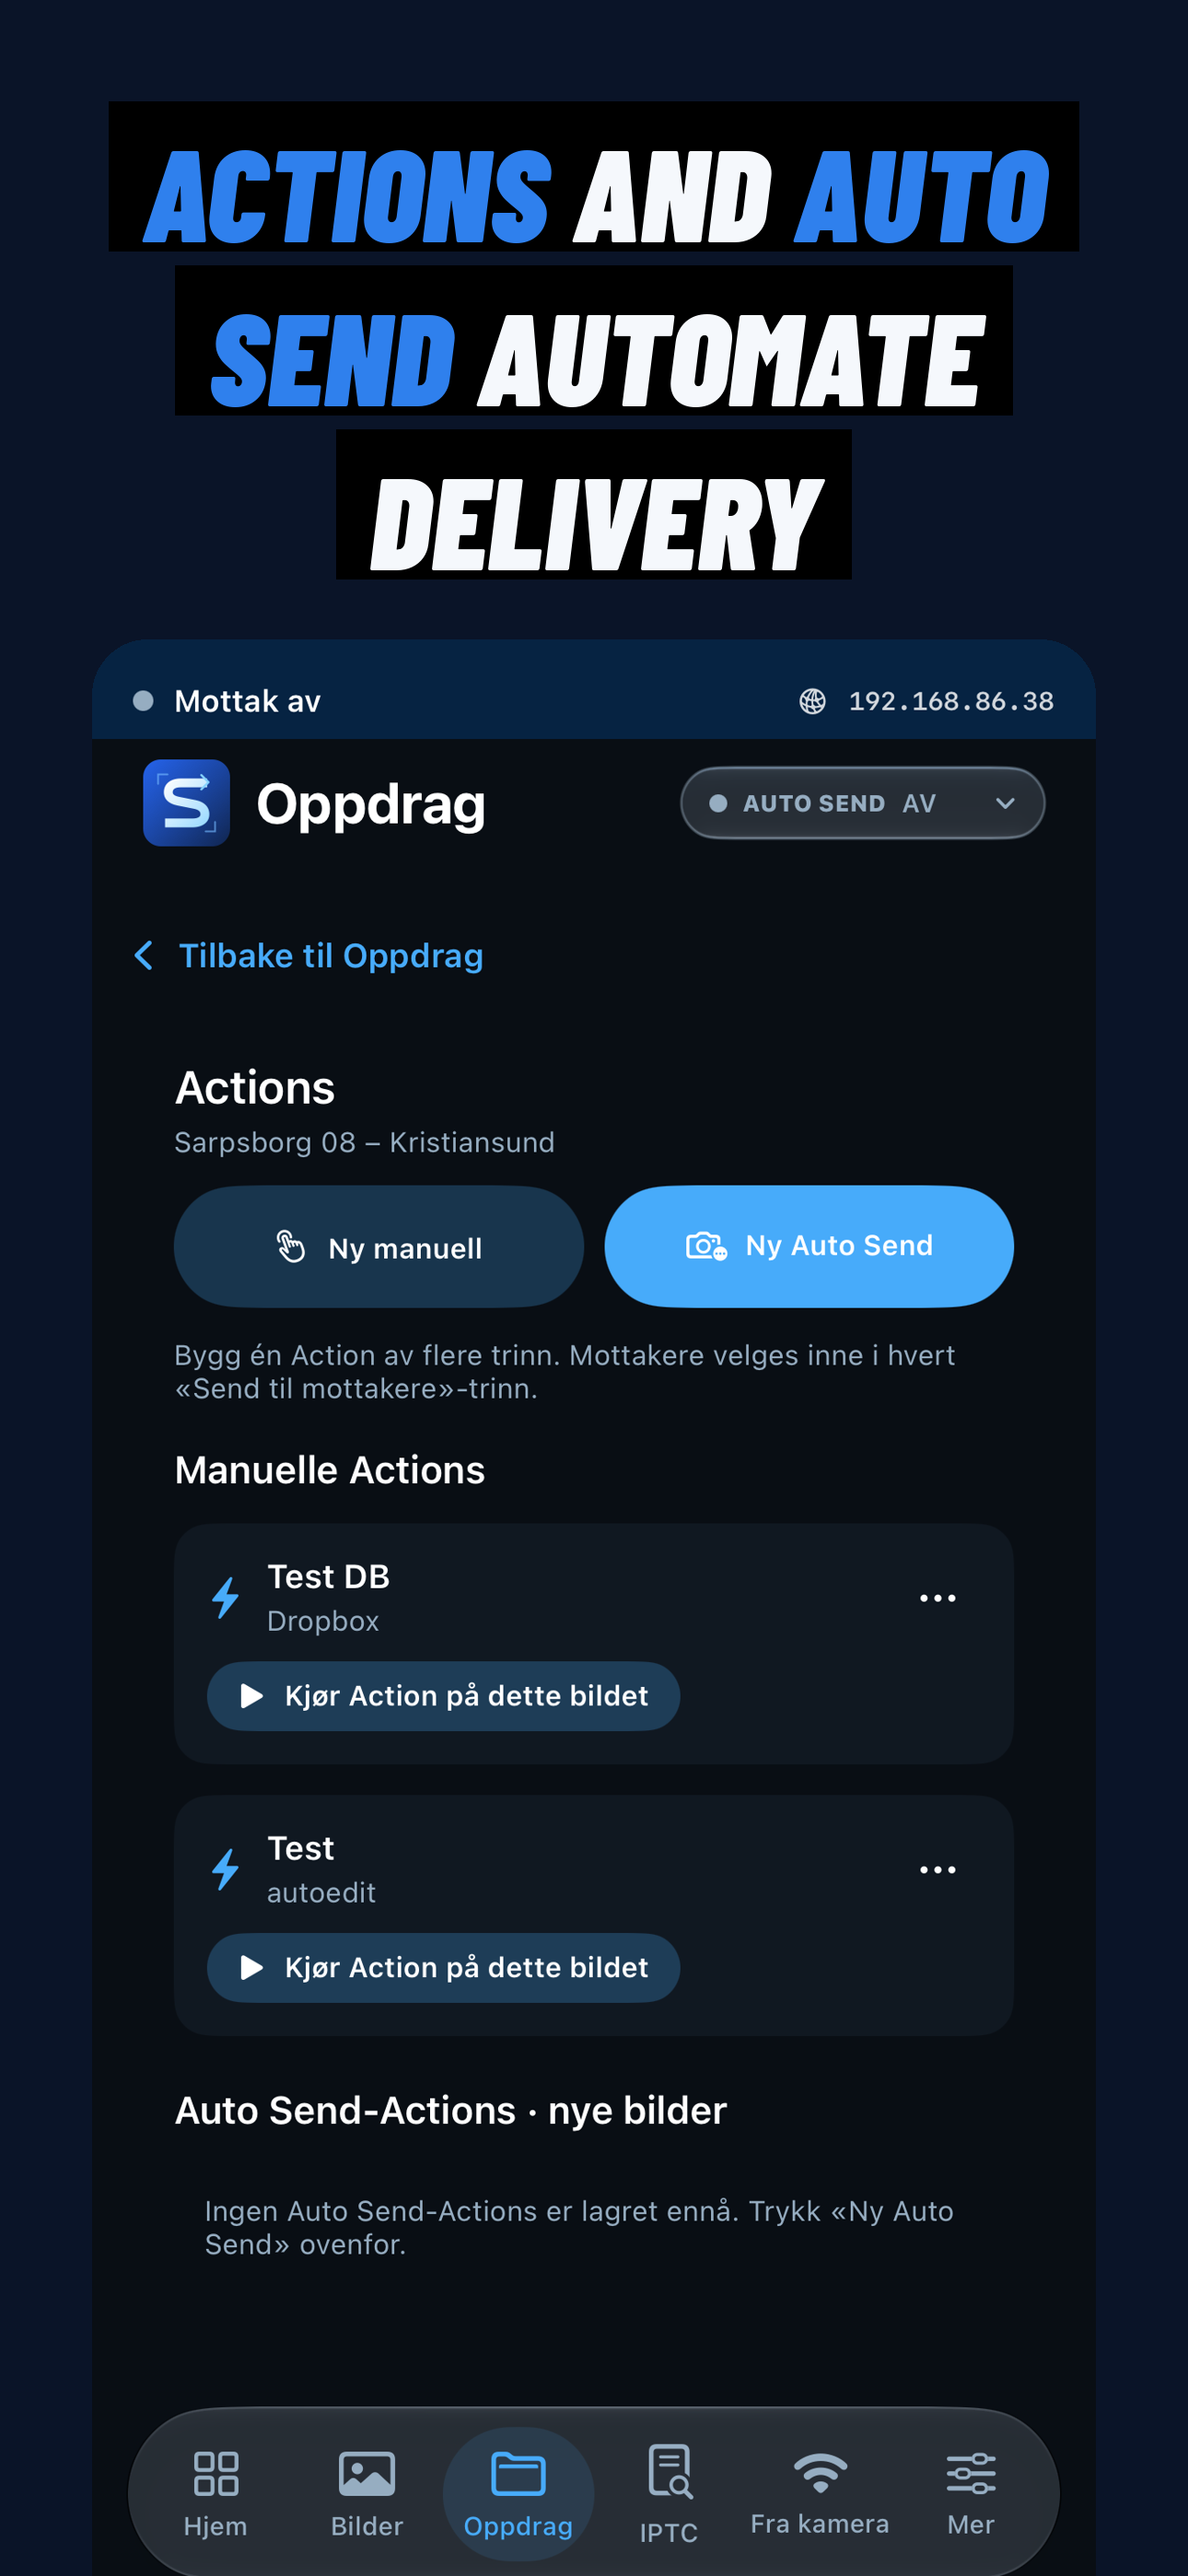 ACTIONS AND AUTO
SEND AUTOMATE
DELIVERY
Mottak av
192.168.86.38
S
Oppdrag
AUTO SEND AV
Tilbake til Oppdrag
Actions
Sarpsborg 08 – Kristiansund
Ny manuell
Ny Auto Send
Bygg én Action av flere trinn. Mottakere velges inne i hvert
«Send til mottakere»-trinn.
Manuelle Actions
Test DB
Dropbox
Kjør Action på dette bildet
Test
autoedit
Kjør Action på dette bildet
Auto Send-Actions · nye bilder
Ingen Auto Send-Actions er lagret ennå. Trykk «Ny Auto
Send» ovenfor.
Hjem
Bilder
Oppdrag
IPTC
Fra kamera
Mer